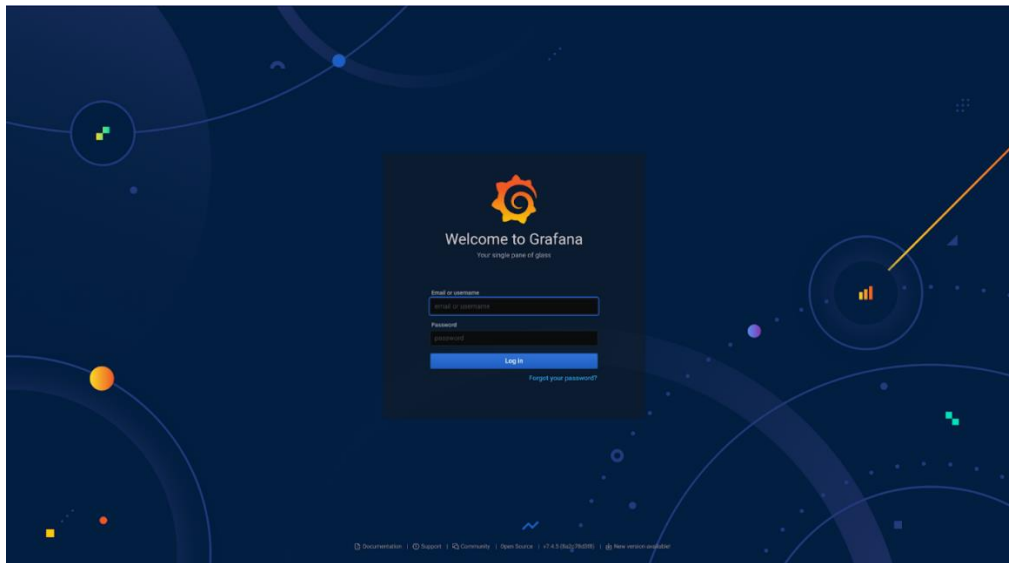 Welcome to Grafana
Your single pane of glass
Email or username
email or username
Password
password
Log in
Forgot your password?
Documentation | Support | Community | Open Source | | New version available!